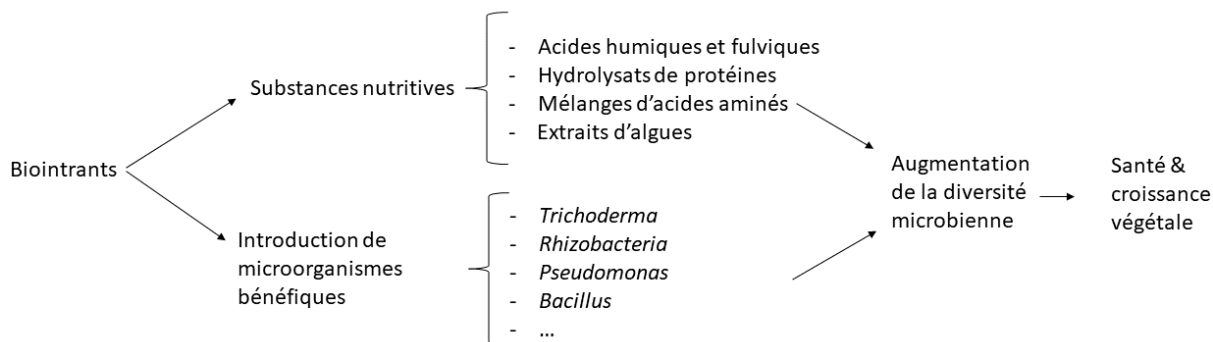 Biointrants
Substances nutritives
- Acides humiques et fulviques
- Hydrolysats de protéines
- Mélanges d'acides aminés
- Extraits d'algues
Introduction de
microorganismes
bénéfiques
- Trichoderma
- Rhizobacteria
- Pseudomonas
- Bacillus
- ...
Augmentation
de la diversité
microbienne
Santé &
croissance
végétale